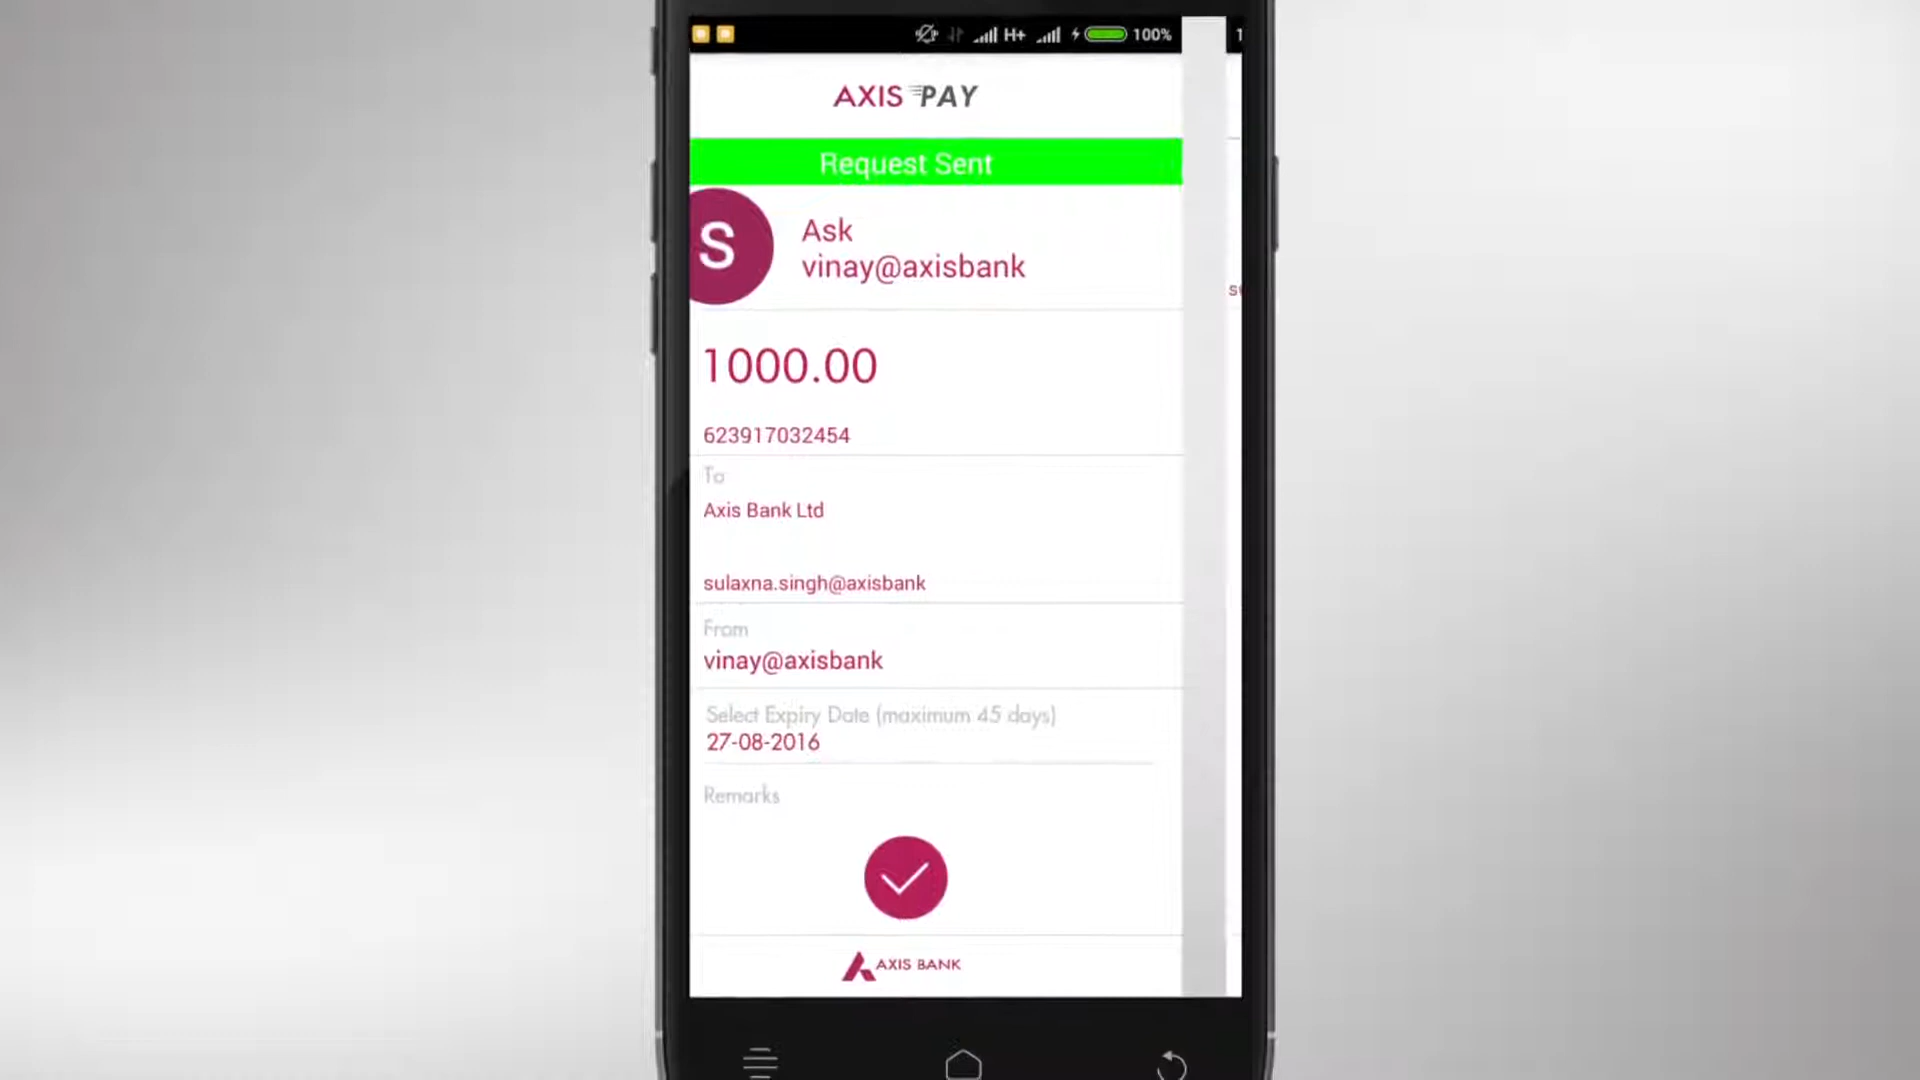 H+ 100%
AXIS PAY
Request Sent
S
Ask
vinay@axisbank
1000.00
623917032454
To
Axis Bank Ltd
sulaxna.singh@axisbank
From
vinay@axisbank
Select Expiry Date (maximum 45 days)
27-08-2016
Remarks
AXIS BANK